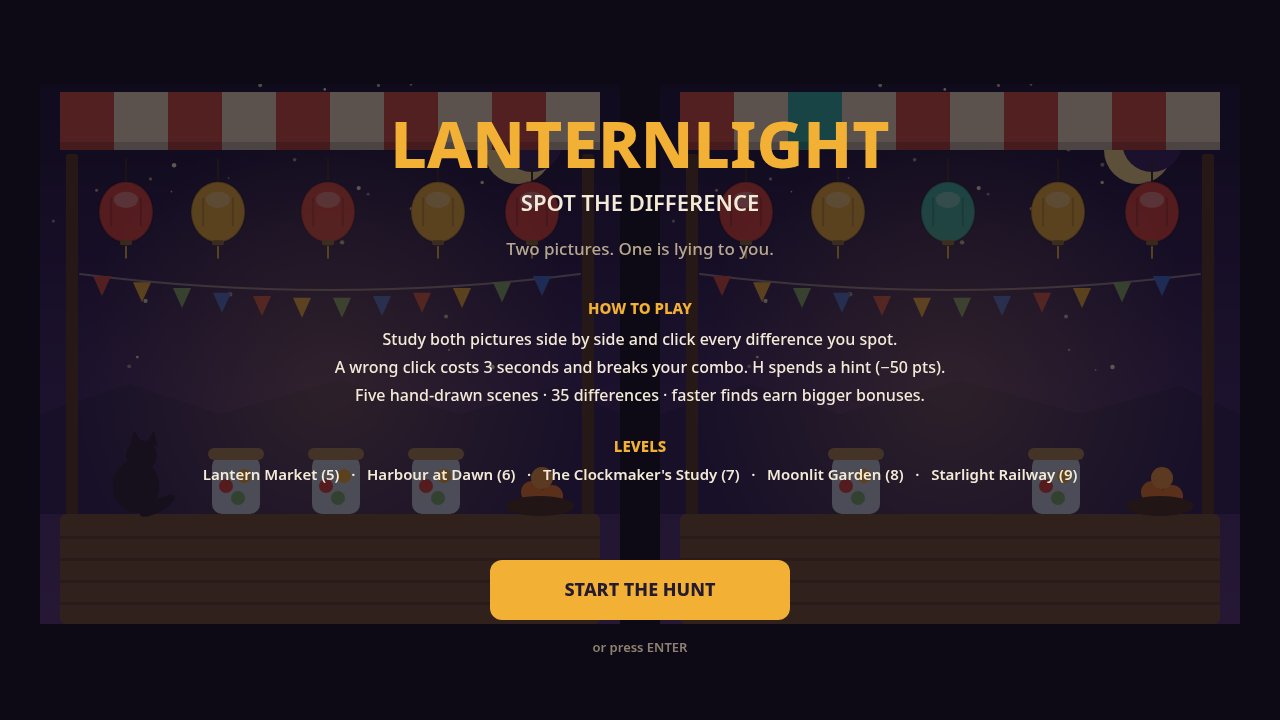 LANTERNLIGHT
SPOT THE DIFFERENCE
Two pictures. One is lying to you.
HOW TO PLAY
Study both pictures side by side and click every difference you spot.
A wrong click costs 3 seconds and breaks your combo. H spends a hint (−50 pts).
Five hand-drawn scenes · 35 differences · faster finds earn bigger bonuses.
LEVELS
Lantern Market (5) · Harbour at Dawn (6) · The Clockmaker's Study (7) · Moonlit Garden (8) · Starlight Railway (9)
START THE HUNT
or press ENTER